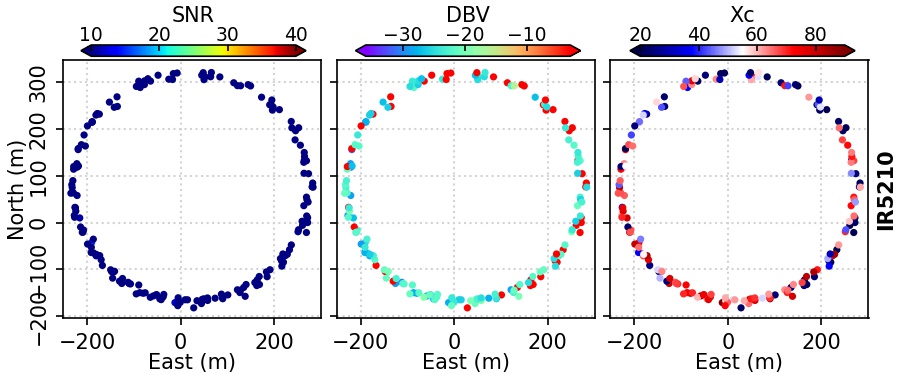 SNR DBV Xc
10 20 30 40 −30 −20 −10 20 40 60 80
North (m)
300
200
100
0
−100
−200
IR5210
−200 0 200 −200 0 200 −200 0 200
East (m) East (m) East (m)